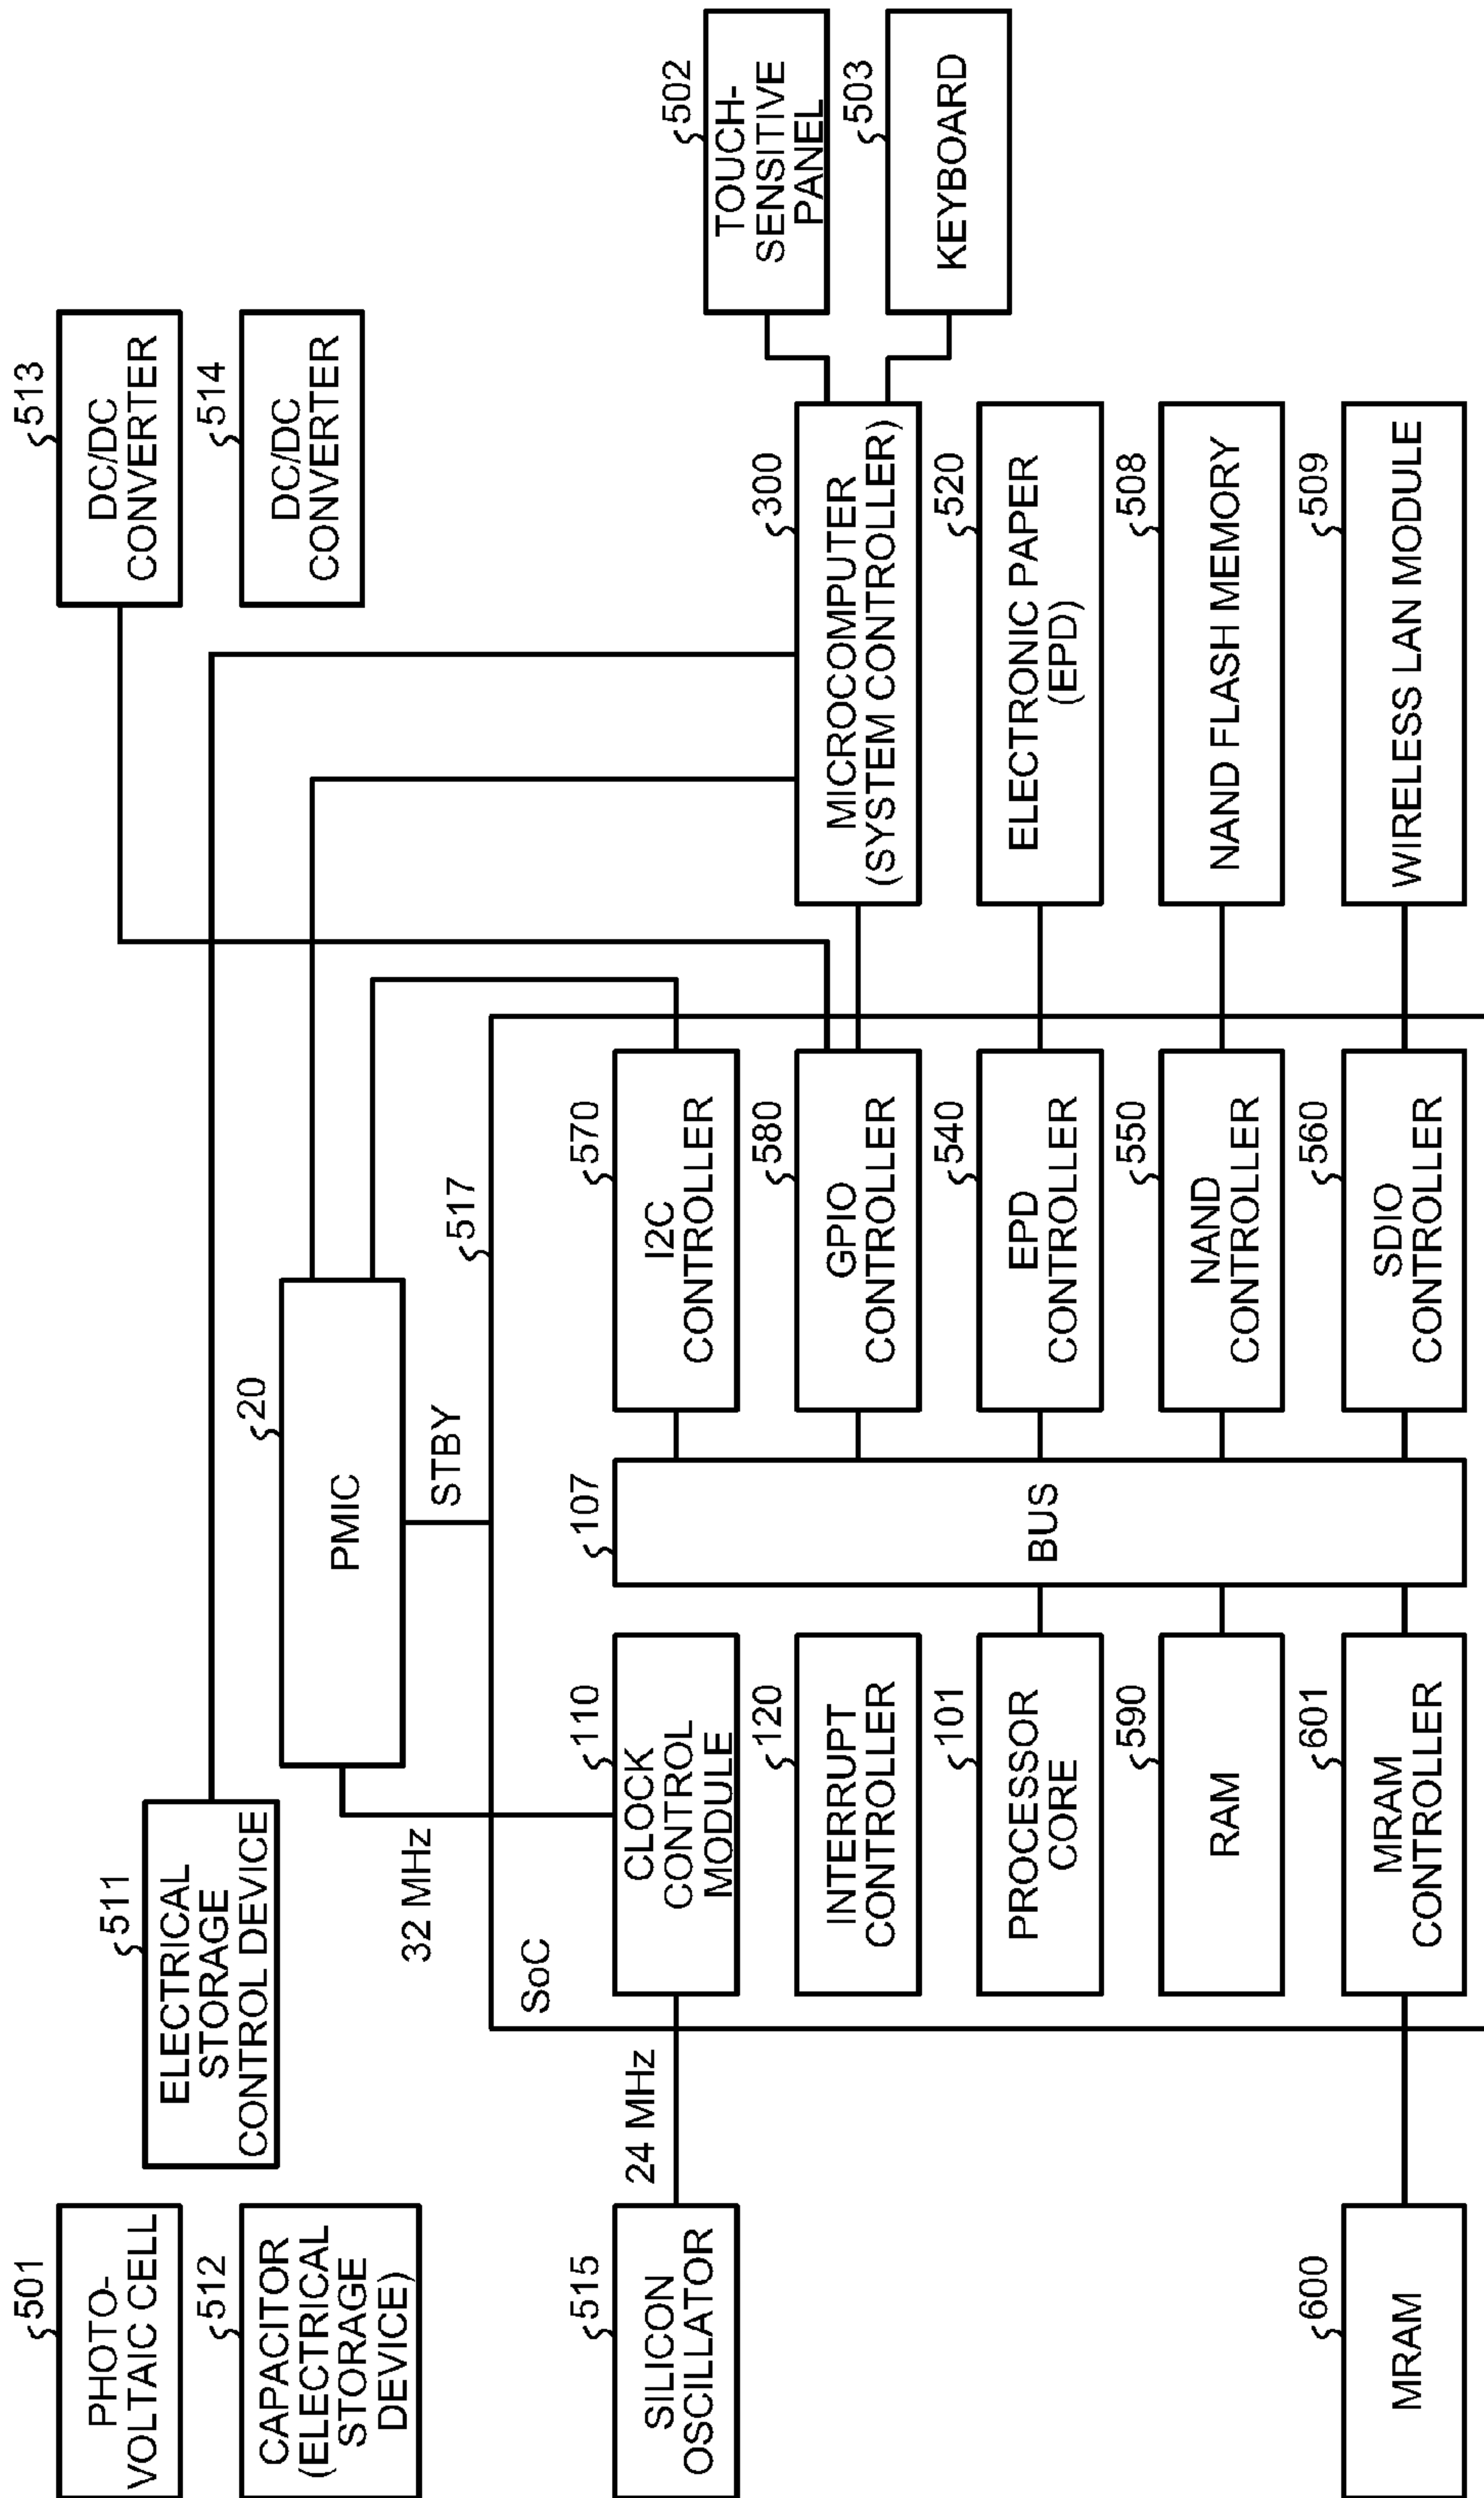 501
PHOTO-
VOLTAIC CELL
511
ELECTRICAL
STORAGE
CONTROL DEVICE
513
DC/DC
CONVERTER
512
CAPACITOR
(ELECTRICAL
STORAGE
DEVICE)
20
PMIC
514
DC/DC
CONVERTER
32 MHz
STBY
517
SoC
515
SILICON
OSCILLATOR
24 MHz
110
CLOCK
CONTROL
MODULE
107
BUS
570
I2C
CONTROLLER
502
TOUCH-
SENSITIVE
PANEL
120
INTERRUPT
CONTROLLER
580
GPIO
CONTROLLER
300
MICROCOMPUTER
(SYSTEM CONTROLLER)
503
KEYBOARD
101
PROCESSOR
CORE
540
EPD
CONTROLLER
520
ELECTRONIC PAPER
(EPD)
590
RAM
550
NAND
CONTROLLER
508
NAND FLASH MEMORY
600
MRAM
601
MRAM
CONTROLLER
560
SDIO
CONTROLLER
509
WIRELESS LAN MODULE